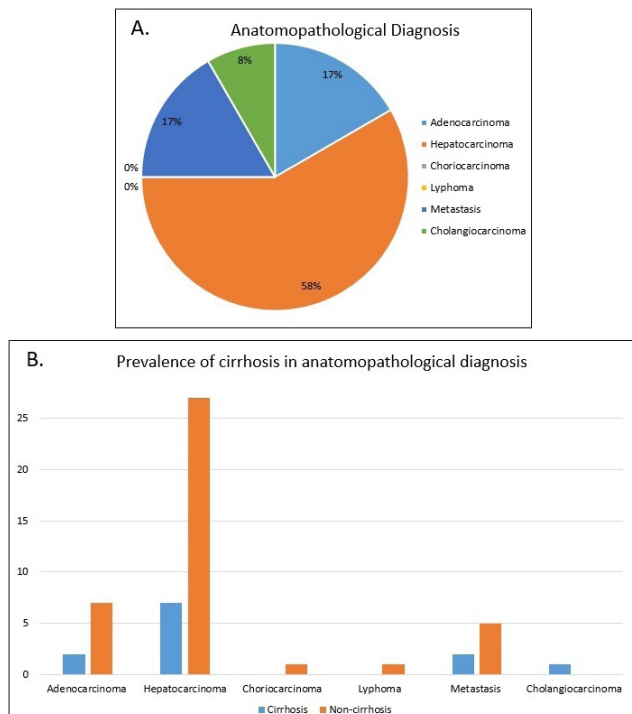 A.
Anatomopathological Diagnosis
8%
17%
17%
0%
0%
58%
Adenocarcinoma
Hepatocarcinoma
Choriocarcinoma
Lyphoma
Metastasis
Cholangiocarcinoma
B.
Prevalence of cirrhosis in anatomopathological diagnosis
25
20
15
10
5
0
Adenocarcinoma Hepatocarcinoma Choriocarcinoma Lyphoma Metastasis Cholangiocarcinoma
Cirrhosis Non-cirrhosis